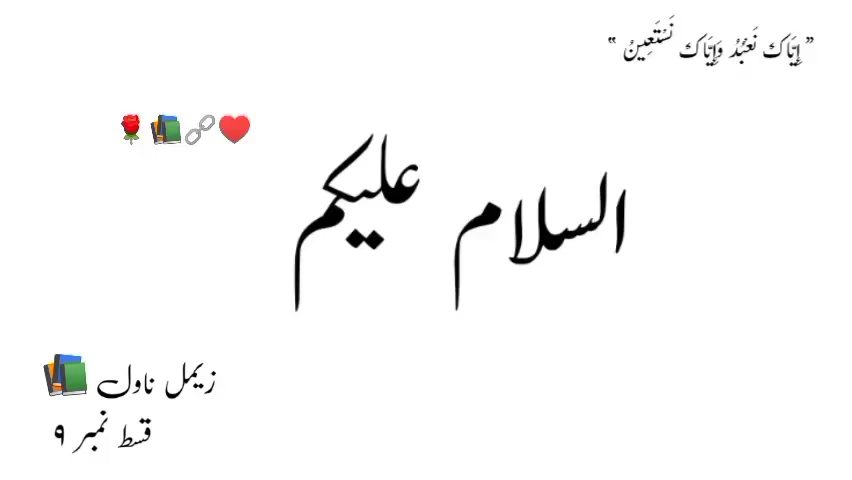 " إِيَّاكَ نَعْبُدُ وَإِيَّاكَ نَسْتَعِينُ "
🌹📚🔗♥️
السلام علیکم
زیمل ناول 📚
قسط نمبر ۹